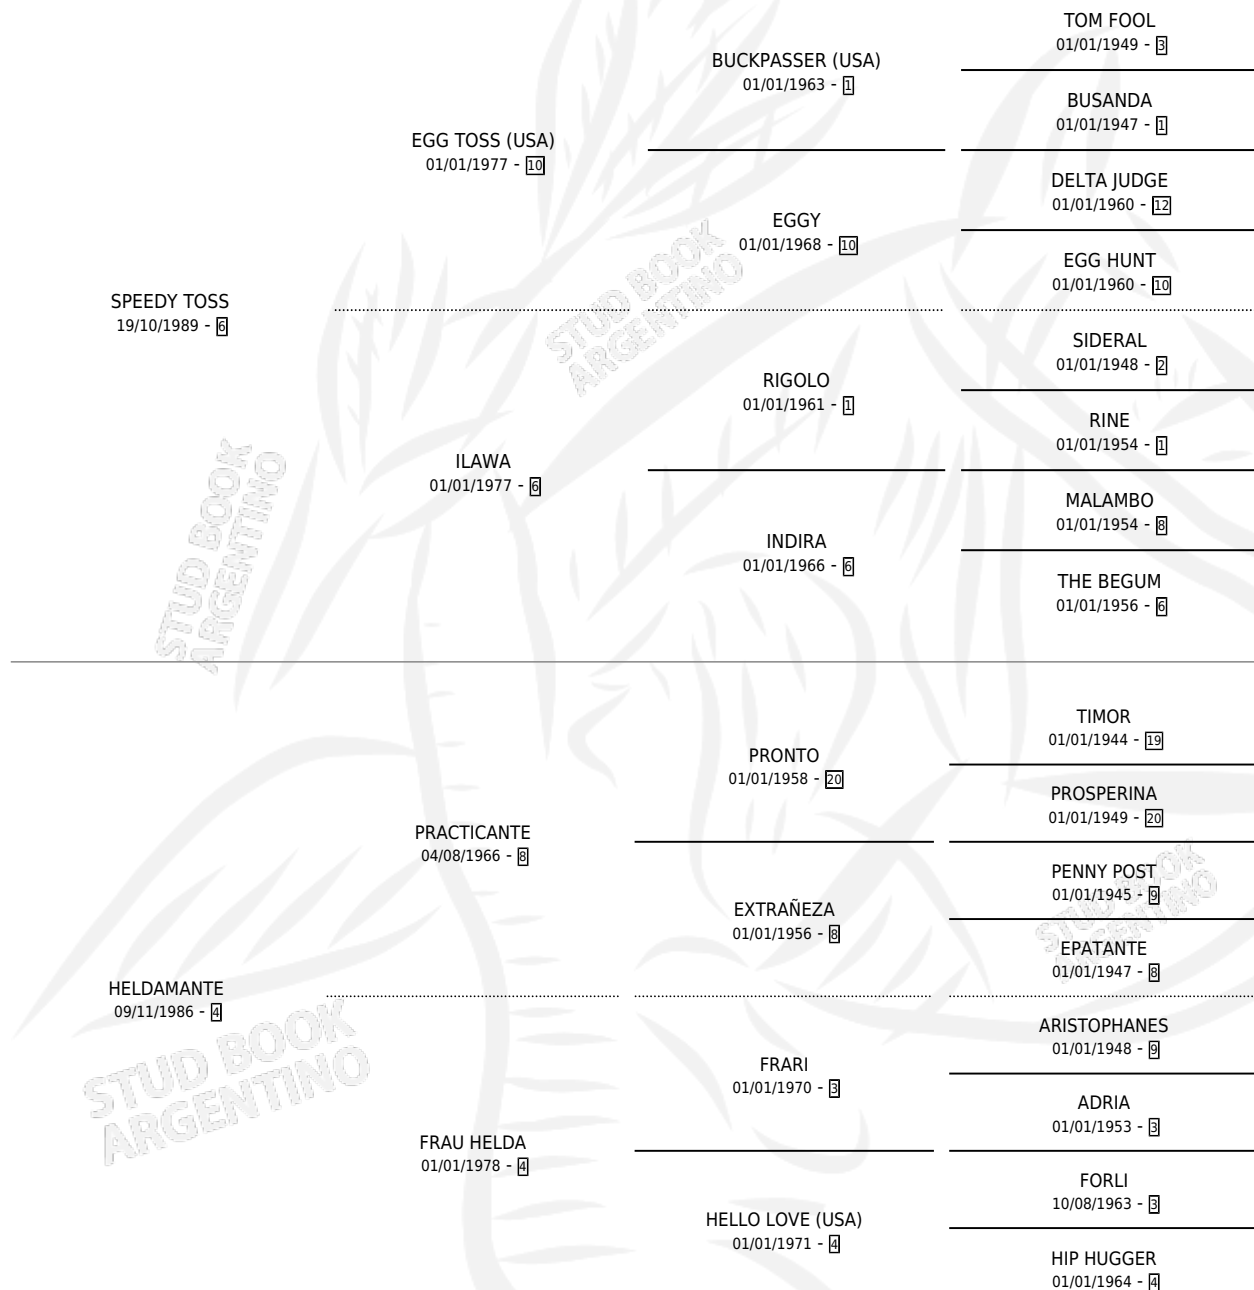 TOM FOOL
01/01/1949 - 3
BUCKPASSER (USA)
01/01/1963 - 1
BUSANDA
01/01/1947 - 1
EGG TOSS (USA)
01/01/1977 - 10
DELTA JUDGE
01/01/1960 - 12
EGGY
01/01/1968 - 10
EGG HUNT
01/01/1960 - 10
SPEEDY TOSS
19/10/1989 - 6
SIDERAL
01/01/1948 - 2
RIGOLO
01/01/1961 - 1
RINE
01/01/1954 - 1
ILAWA
01/01/1977 - 6
MALAMBO
01/01/1954 - 8
INDIRA
01/01/1966 - 6
THE BEGUM
01/01/1956 - 6
TIMOR
01/01/1944 - 19
PRONTO
01/01/1958 - 20
PROSPERINA
01/01/1949 - 20
PRACTICANTE
04/08/1966 - 8
PENNY POST
01/01/1945 - 9
EXTRAÑEZA
01/01/1956 - 8
EPATANTE
01/01/1947 - 8
HELDAMANTE
09/11/1986 - 4
ARISTOPHANES
01/01/1948 - 9
FRARI
01/01/1970 - 3
ADRIA
01/01/1953 - 3
FRAU HELDA
01/01/1978 - 4
FORLI
10/08/1963 - 3
HELLO LOVE (USA)
01/01/1971 - 4
HIP HUGGER
01/01/1964 - 4
STUD BOOK
ARGENTINO
STUD BOOK
ARGENTINO
STUD BOOK
ARGENTINO
STUD BOOK
ARGENTINO